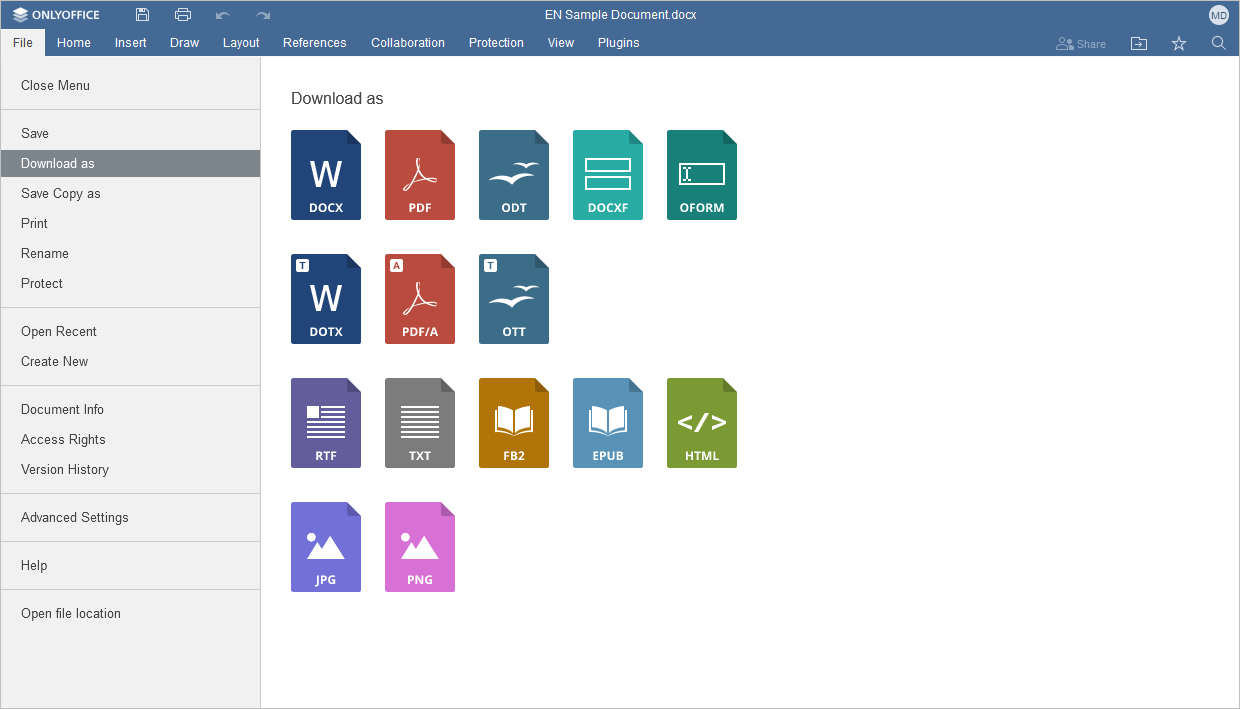 ONLYOFFICE
EN Sample Document.docx
MD
File Home Insert Draw Layout References Collaboration Protection View Plugins
Share
Close Menu
Save
Download as
Save Copy as
Print
Rename
Protect
Open Recent
Create New
Document Info
Access Rights
Version History
Advanced Settings
Help
Open file location
Download as
W W
DOCX PDF ODT DOCXF OFORM
T A T
W
DOTX PDF/A OTT
RTF TXT FB2 EPUB </> HTML
JPG PNG